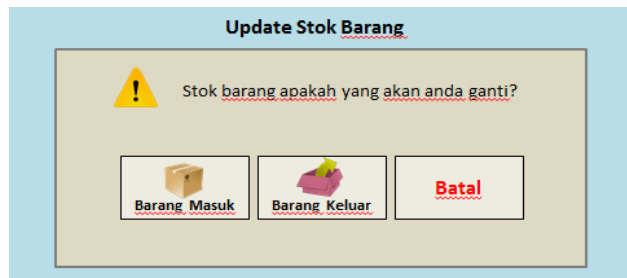 Update Stok Barang
Stok barang apakah yang akan anda ganti?
Barang Masuk
Barang Keluar
Batal